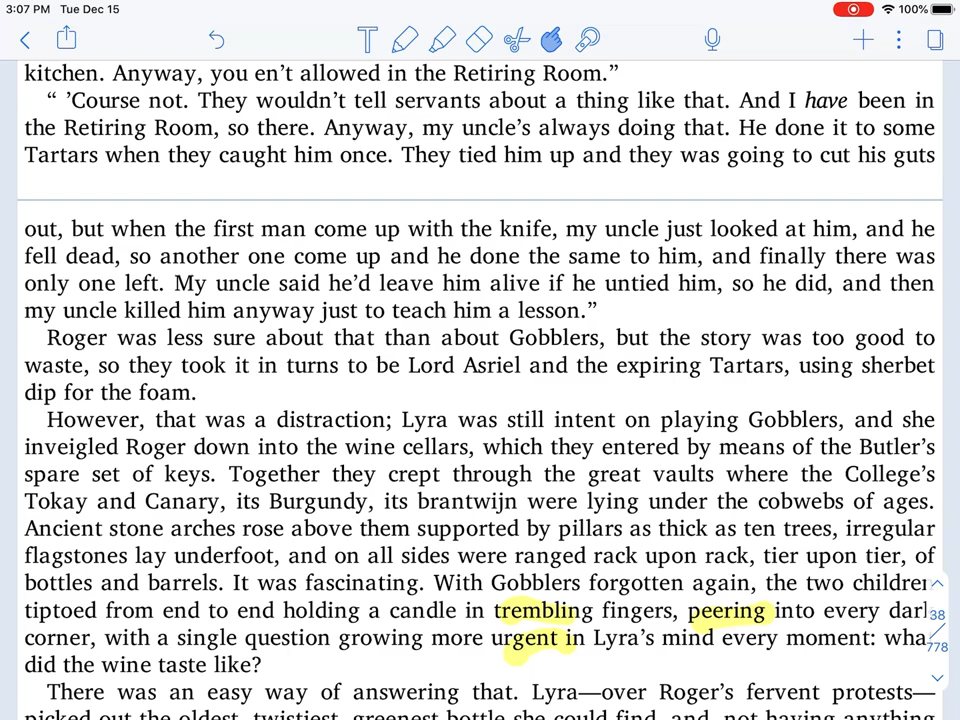 3:07 PM Tue Dec 15 100%
kitchen. Anyway, you en’t allowed in the Retiring Room.”
“ ’Course not. They wouldn’t tell servants about a thing like that. And I have been in
the Retiring Room, so there. Anyway, my uncle’s always doing that. He done it to some
Tartars when they caught him once. They tied him up and they was going to cut his guts
out, but when the first man come up with the knife, my uncle just looked at him, and he
fell dead, so another one come up and he done the same to him, and finally there was
only one left. My uncle said he’d leave him alive if he untied him, so he did, and then
my uncle killed him anyway just to teach him a lesson.”
Roger was less sure about that than about Gobblers, but the story was too good to
waste, so they took it in turns to be Lord Asriel and the expiring Tartars, using sherbet
dip for the foam.
However, that was a distraction; Lyra was still intent on playing Gobblers, and she
inveigled Roger down into the wine cellars, which they entered by means of the Butler’s
spare set of keys. Together they crept through the great vaults where the College’s
Tokay and Canary, its Burgundy, its brantwijn were lying under the cobwebs of ages.
Ancient stone arches rose above them supported by pillars as thick as ten trees, irregular
flagstones lay underfoot, and on all sides were ranged rack upon rack, tier upon tier, of
bottles and barrels. It was fascinating. With Gobblers forgotten again, the two children
tiptoed from end to end holding a candle in trembling fingers, peering into every dark
corner, with a single question growing more urgent in Lyra’s mind every moment: what
did the wine taste like?
There was an easy way of answering that. Lyra—over Roger’s fervent protests—
picked out the oldest, twistiest, greenest bottle she could find, and, not having anything
38
778